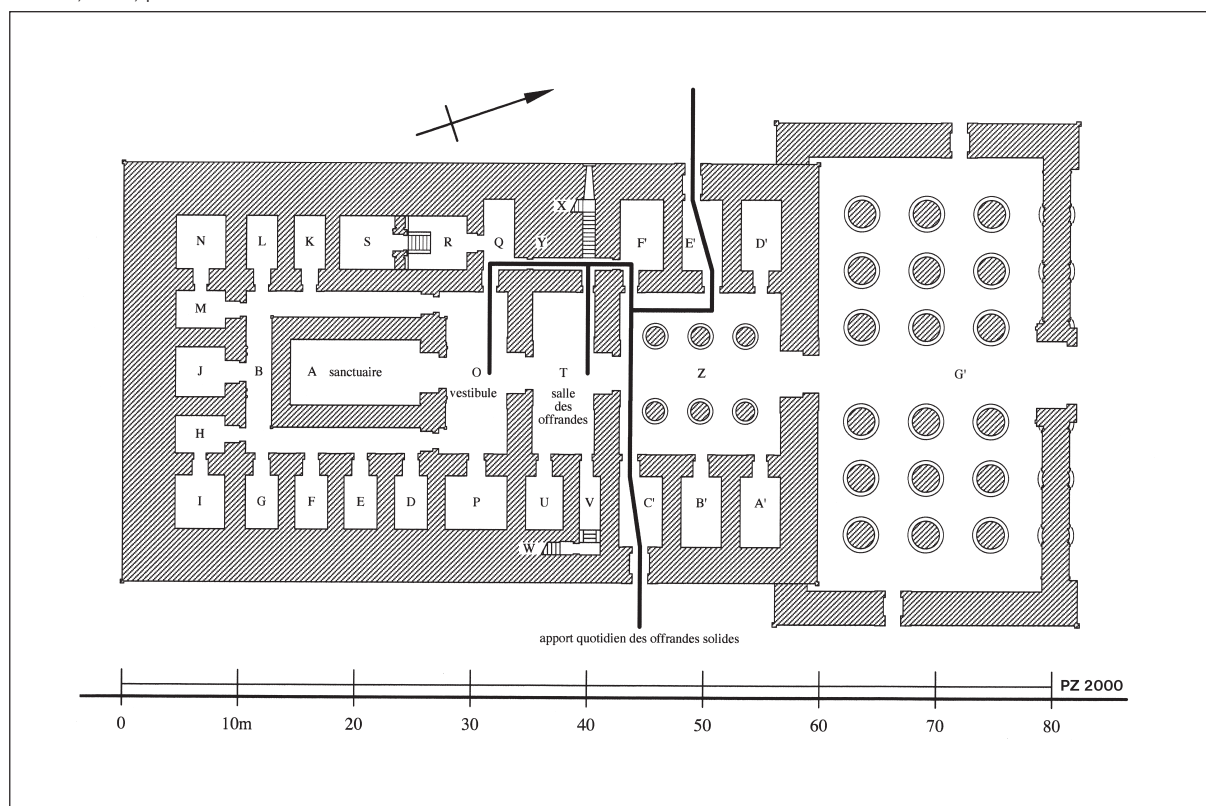 X
N
L
K
S
R
Q
Y
F'
E'
D'
M
J
B
A sanctuaire
O
vestibule
T
salle
des
offrandes
Z
G'
H
I
G
F
E
D
P
U
V
W
C'
B'
A'
apport quotidien des offrandes solides
PZ 2000
0 10m 20 30 40 50 60 70 80